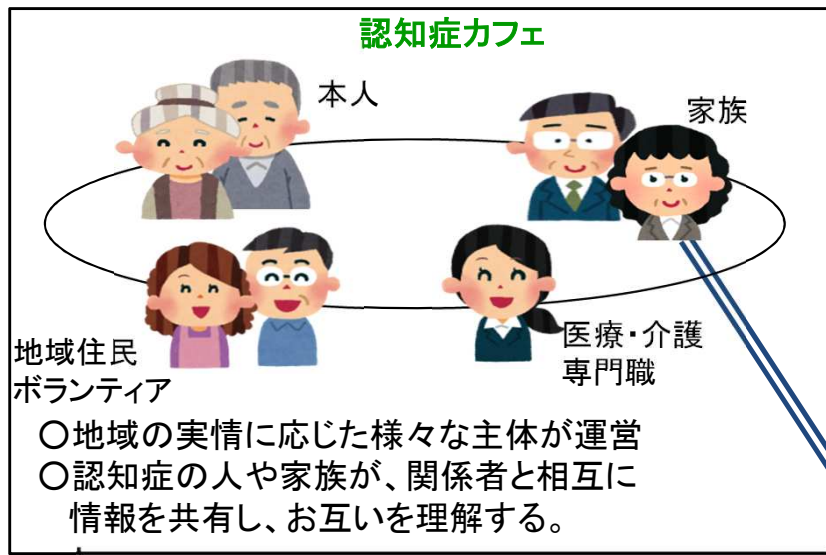 認知症カフェ
本人
家族
地域住民
ボランティア
医療・介護
専門職
○地域の実情に応じた様々な主体が運営
○認知症の人や家族が、関係者と相互に
情報を共有し、お互いを理解する。